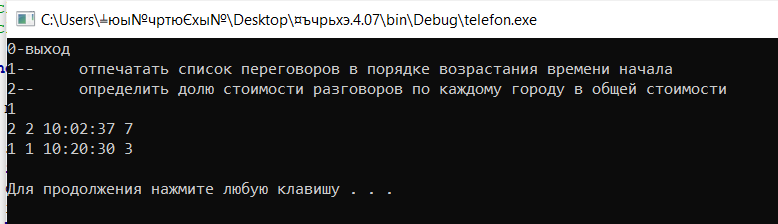 C:\Users\╧юы№чртюЄхы№\Desktop\¤ъчрьхэ.4.07\bin\Debug\telefon.exe
0-выход
1-- отпечатать список переговоров в порядке возрастания времени начала
2-- определить долю стоимости разговоров по каждому городу в общей стоимости
1
2 2 10:02:37 7
1 1 10:20:30 3
Для продолжения нажмите любую клавишу . . .